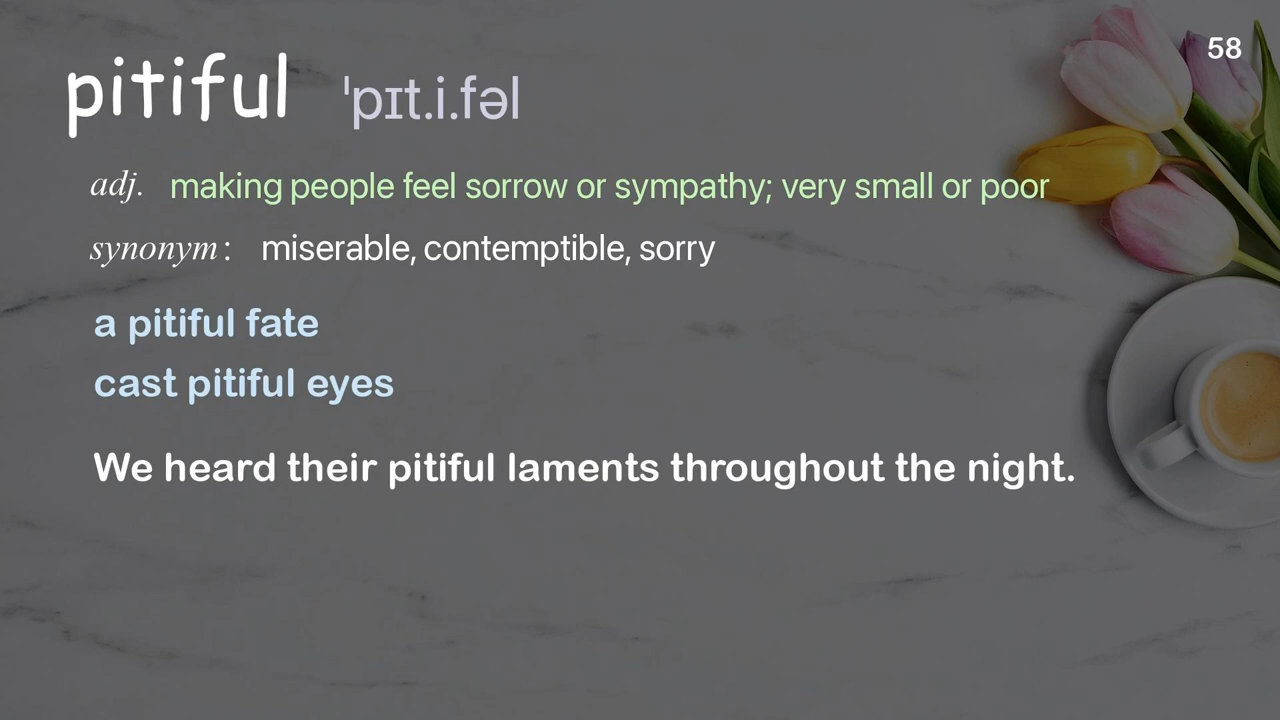 58
pitiful ˈpɪt.i.fəl
adj. making people feel sorrow or sympathy; very small or poor
synonym: miserable, contemptible, sorry
a pitiful fate
cast pitiful eyes
We heard their pitiful laments throughout the night.